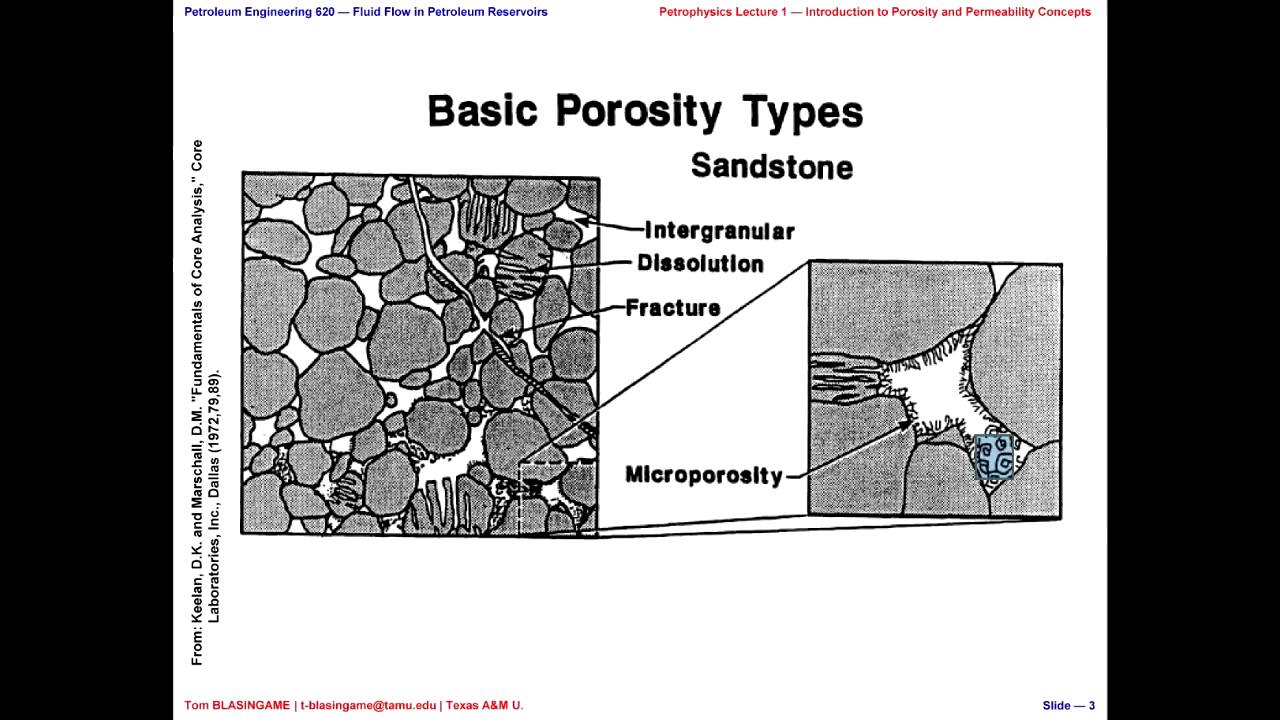 Petroleum Engineering 620 — Fluid Flow in Petroleum Reservoirs
Petrophysics Lecture 1 — Introduction to Porosity and Permeability Concepts
Basic Porosity Types
Sandstone
Intergranular
Dissolution
Fracture
Microporosity
From: Keelan, D.K. and Marschall, D.M. "Fundamentals of Core Analysis," Core
Laboratories, Inc., Dallas (1972,79,89).
Tom BLASINGAME | t-blasingame@tamu.edu | Texas A&M U.
Slide — 3